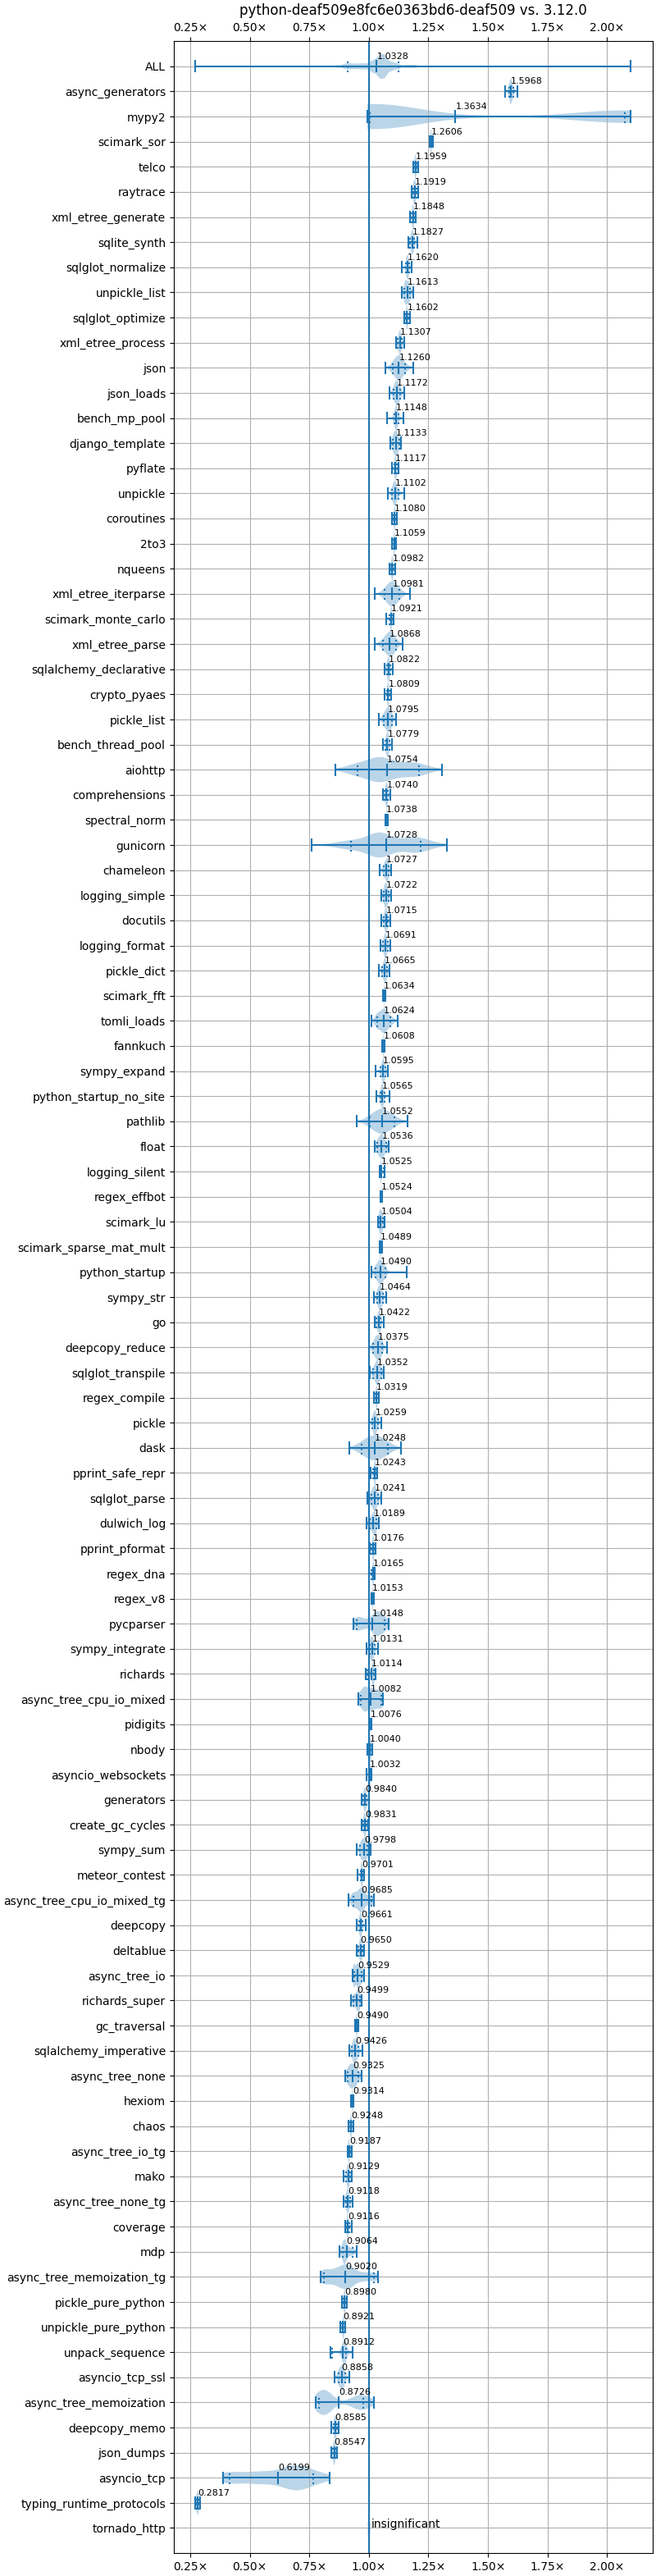 python-deaf509e8fc6e0363bd6-deaf509 vs. 3.12.0
0.25× 0.50× 0.75× 1.00× 1.25× 1.50× 1.75× 2.00×
ALL 1.0328
async_generators 1.5968
mypy2 1.3634
scimark_sor 1.2606
telco 1.1959
raytrace 1.1919
xml_etree_generate 1.1848
sqlite_synth 1.1827
sqlglot_normalize 1.1620
unpickle_list 1.1613
sqlglot_optimize 1.1602
xml_etree_process 1.1307
json 1.1260
json_loads 1.1172
bench_mp_pool 1.1148
django_template 1.1133
pyflate 1.1117
unpickle 1.1102
coroutines 1.1080
2to3 1.1059
nqueens 1.0982
xml_etree_iterparse 1.0981
scimark_monte_carlo 1.0921
xml_etree_parse 1.0868
sqlalchemy_declarative 1.0822
crypto_pyaes 1.0809
pickle_list 1.0795
bench_thread_pool 1.0779
aiohttp 1.0754
comprehensions 1.0740
spectral_norm 1.0738
gunicorn 1.0728
chameleon 1.0727
logging_simple 1.0722
docutils 1.0715
logging_format 1.0691
pickle_dict 1.0665
scimark_fft 1.0634
tomli_loads 1.0624
fannkuch 1.0608
sympy_expand 1.0595
python_startup_no_site 1.0565
pathlib 1.0552
float 1.0536
logging_silent 1.0525
regex_effbot 1.0524
scimark_lu 1.0504
scimark_sparse_mat_mult 1.0489
python_startup 1.0490
sympy_str 1.0464
go 1.0422
deepcopy_reduce 1.0375
sqlglot_transpile 1.0352
regex_compile 1.0319
pickle 1.0259
dask 1.0248
pprint_safe_repr 1.0243
sqlglot_parse 1.0241
dulwich_log 1.0189
pprint_pformat 1.0176
regex_dna 1.0165
regex_v8 1.0153
pycparser 1.0148
sympy_integrate 1.0131
richards 1.0114
async_tree_cpu_io_mixed 1.0082
pidigits 1.0076
nbody 1.0040
asyncio_websockets 1.0032
generators 0.9840
create_gc_cycles 0.9831
sympy_sum 0.9798
meteor_contest 0.9701
async_tree_cpu_io_mixed_tg 0.9685
deepcopy 0.9661
deltablue 0.9650
async_tree_io 0.9529
richards_super 0.9499
gc_traversal 0.9490
sqlalchemy_imperative 0.9426
async_tree_none 0.9325
hexiom 0.9314
chaos 0.9248
async_tree_io_tg 0.9187
mako 0.9129
async_tree_none_tg 0.9118
coverage 0.9116
mdp 0.9064
async_tree_memoization_tg 0.9020
pickle_pure_python 0.8980
unpickle_pure_python 0.8921
unpack_sequence 0.8912
asyncio_tcp_ssl 0.8858
async_tree_memoization 0.8726
deepcopy_memo 0.8585
json_dumps 0.8547
asyncio_tcp 0.6199
typing_runtime_protocols 0.2817
tornado_http insignificant
0.25× 0.50× 0.75× 1.00× 1.25× 1.50× 1.75× 2.00×